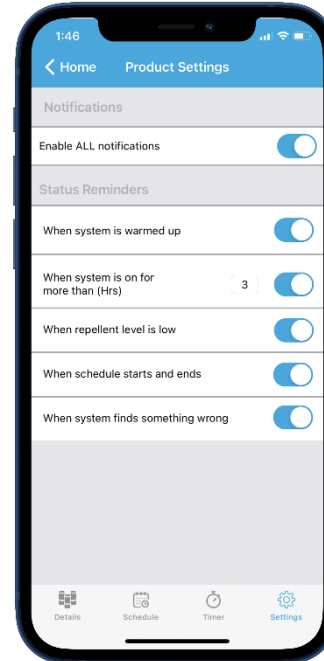 1:46
Home Product Settings
Notifications
Enable ALL notifications
Status Reminders
When system is warmed up
When system is on for
more than (Hrs) 3
When repellent level is low
When schedule starts and ends
When system finds something wrong
Details Schedule Timer Settings